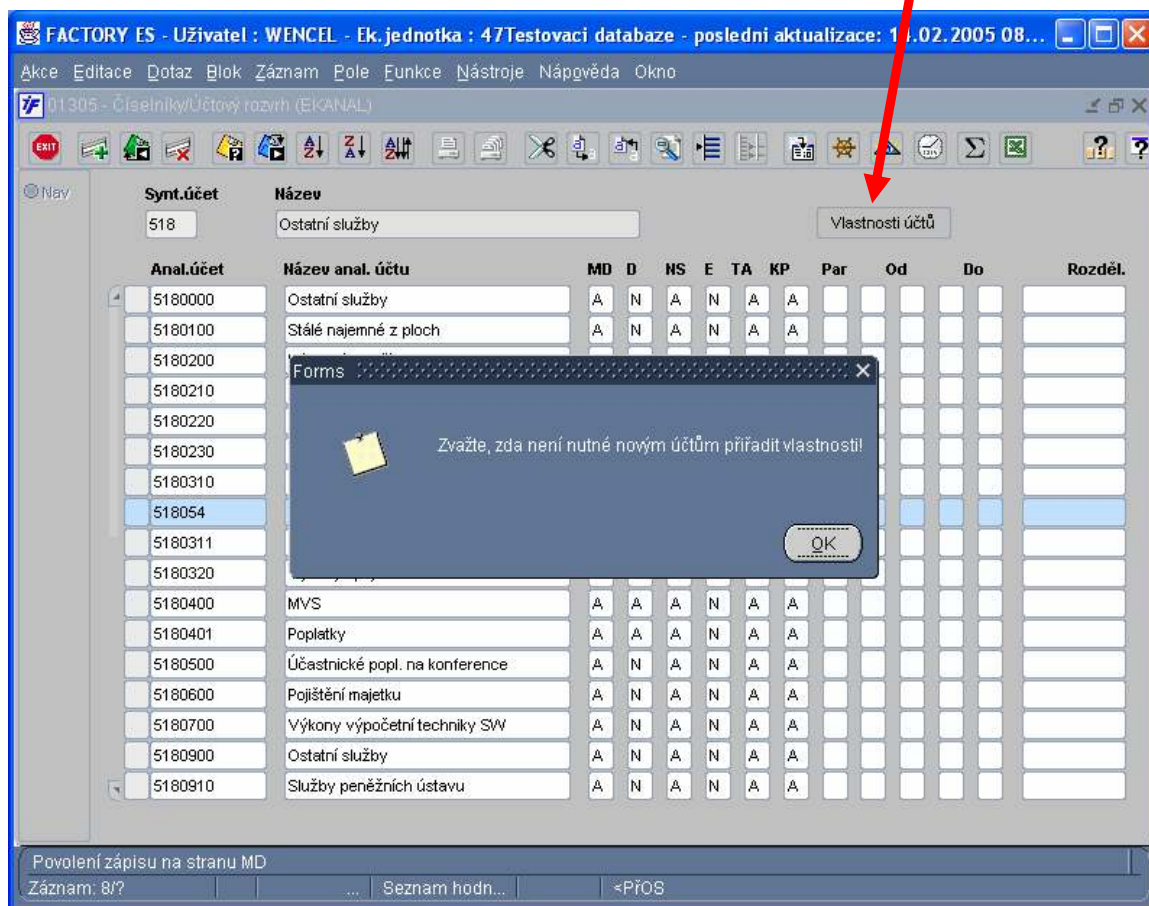 FACTORY ES - Uživatel : WENCEL - Ek.jednotka : 47Testovaci databaze - posledni aktualizace: 1 .02.2005 08...
Akce Editace Dotaz Blok Záznam Pole Funkce Nástroje Nápověda Okno
01305 - Číselníky/Účtový rozvrh (EKANAL)
EXIT
Nav
Synt.účet Název
518 Ostatní služby Vlastnosti účtů
Anal.účet Název anal. účtu MD D NS E TA KP Par Od Do Rozděl.
5180000 Ostatní služby A N A N A A
5180100 Stálé najemné z ploch A N A N A A
5180200
Forms
5180210
5180220
5180230 Zvažte, zda není nutné novým účtům přiřadit vlastnosti!
5180310
518054
5180311 OK
5180320
5180400 MVS A A A N A A
5180401 Poplatky A A A N A A
5180500 Účastnické popl. na konference A N A N A A
5180600 Pojištění majetku A N A N A A
5180700 Výkony výpočetní techniky SW A N A N A A
5180900 Ostatní služby A N A N A A
5180910 Služby peněžních ústavu A N A N A A
Povolení zápisu na stranu MD
Záznam: 8/? ... Seznam hodn... <PřOS